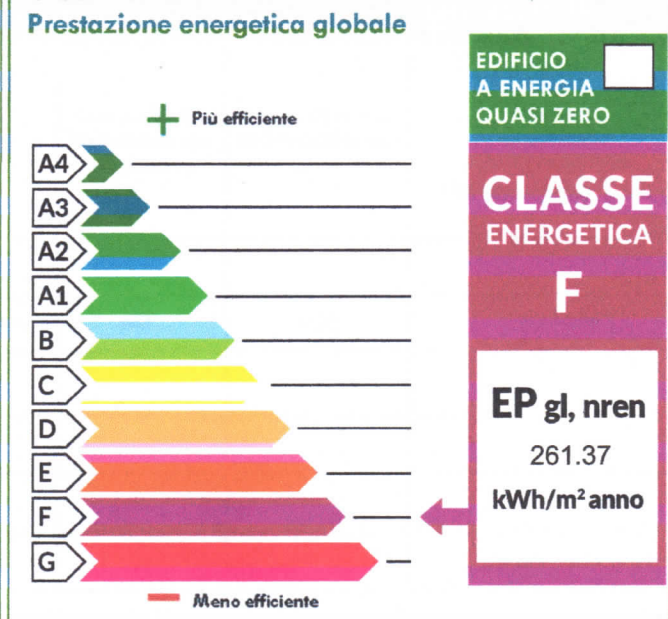 Prestazione energetica globale
Più efficiente
A4
A3
A2
A1
B
C
D
E
F
G
Meno efficiente
EDIFICIO
A ENERGIA
QUASI ZERO
CLASSE
ENERGETICA
F
EP gl, nren
261.37
kWh/m² anno